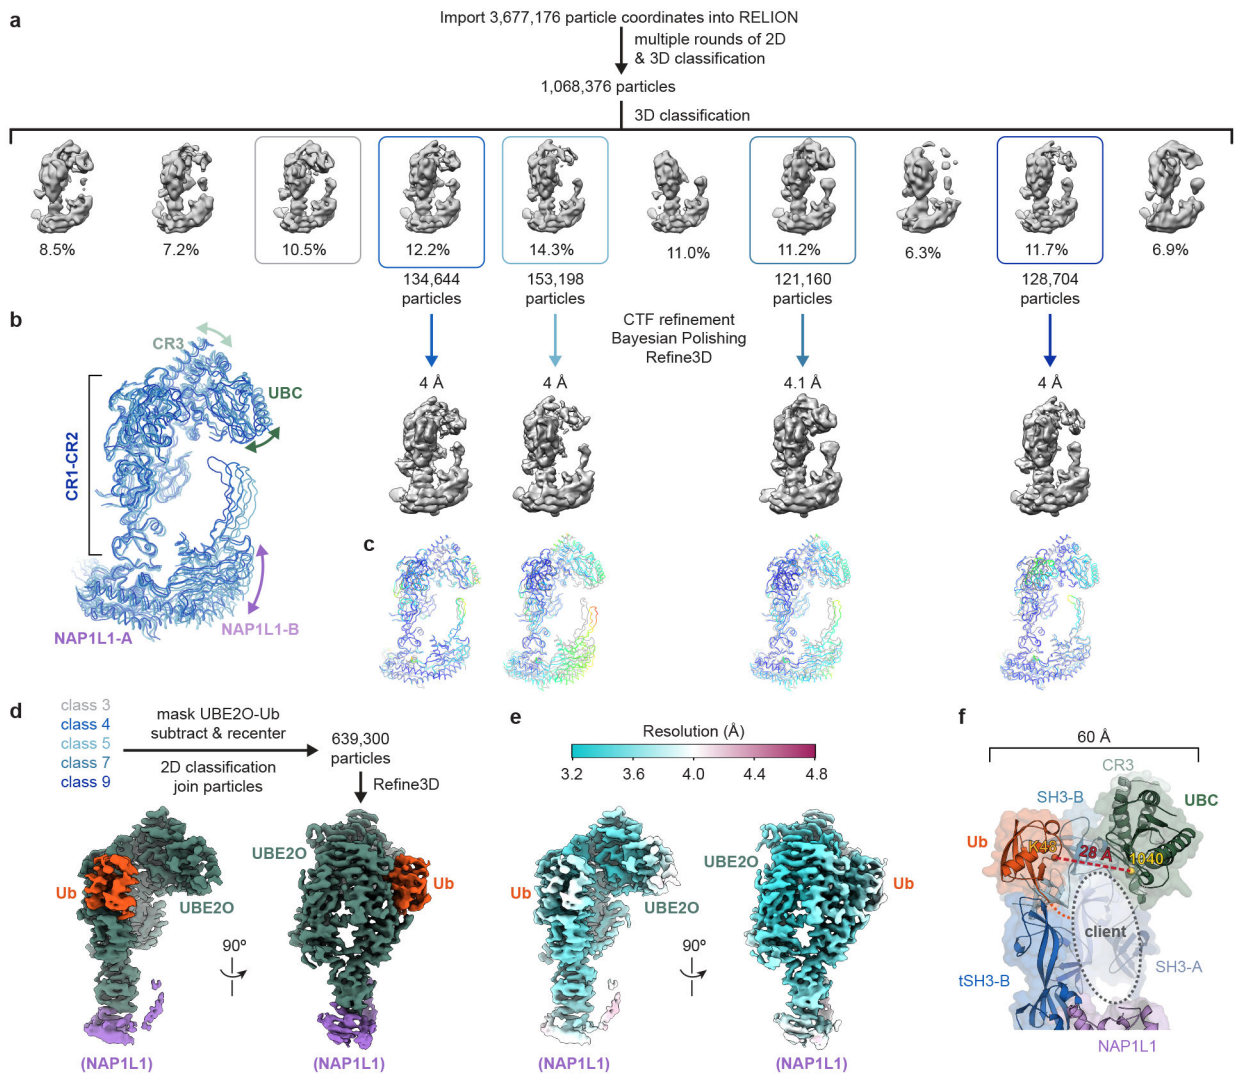 a
Import 3,677,176 particle coordinates into RELION
multiple rounds of 2D
& 3D classification
1,068,376 particles
3D classification
8.5%
7.2%
10.5%
12.2%
14.3%
11.0%
11.2%
6.3%
11.7%
6.9%
134,644
particles
153,198
particles
121,160
particles
128,704
particles
CTF refinement
Bayesian Polishing
Refine3D
4 Å
4 Å
4.1 Å
4 Å
b
CR3
UBC
CR1-CR2
NAP1L1-A
NAP1L1-B
c
d
class 3
class 4
class 5
class 7
class 9
mask UBE2O-Ub
subtract & recenter
2D classification
join particles
639,300
particles
Refine3D
Ub
UBE2O
90º
(NAP1L1)
UBE2O
Ub
(NAP1L1)
e
Resolution (Å)
3.2
3.6
4.0
4.4
4.8
Ub
UBE2O
90º
(NAP1L1)
UBE2O
Ub
(NAP1L1)
f
60 Å
CR3
SH3-B
UBC
Ub
K48
28 Å
1040
client
tSH3-B
SH3-A
NAP1L1